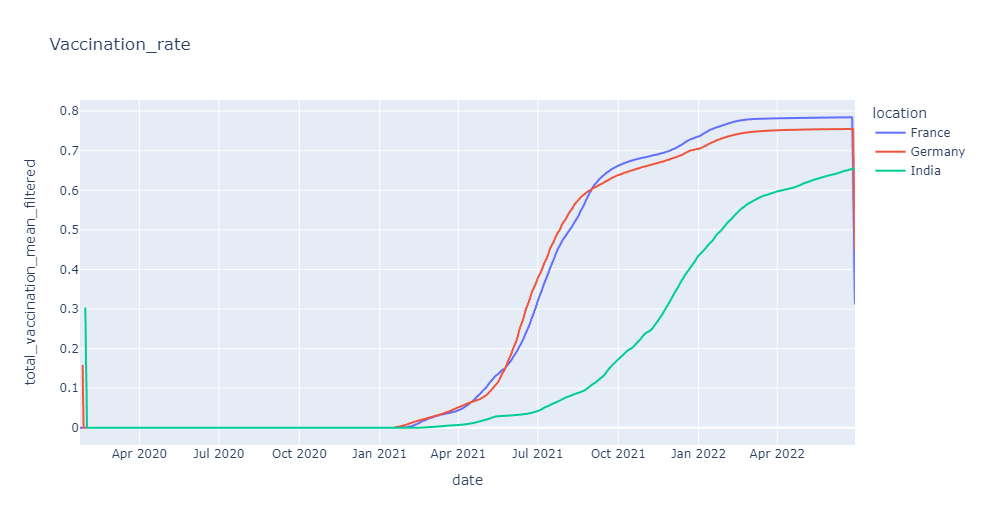 Vaccination_rate
total_vaccination_mean_filtered
0.8
0.7
0.6
0.5
0.4
0.3
0.2
0.1
0
Apr 2020
Jul 2020
Oct 2020
Jan 2021
Apr 2021
Jul 2021
Oct 2021
Jan 2022
Apr 2022
date
location
France
Germany
India